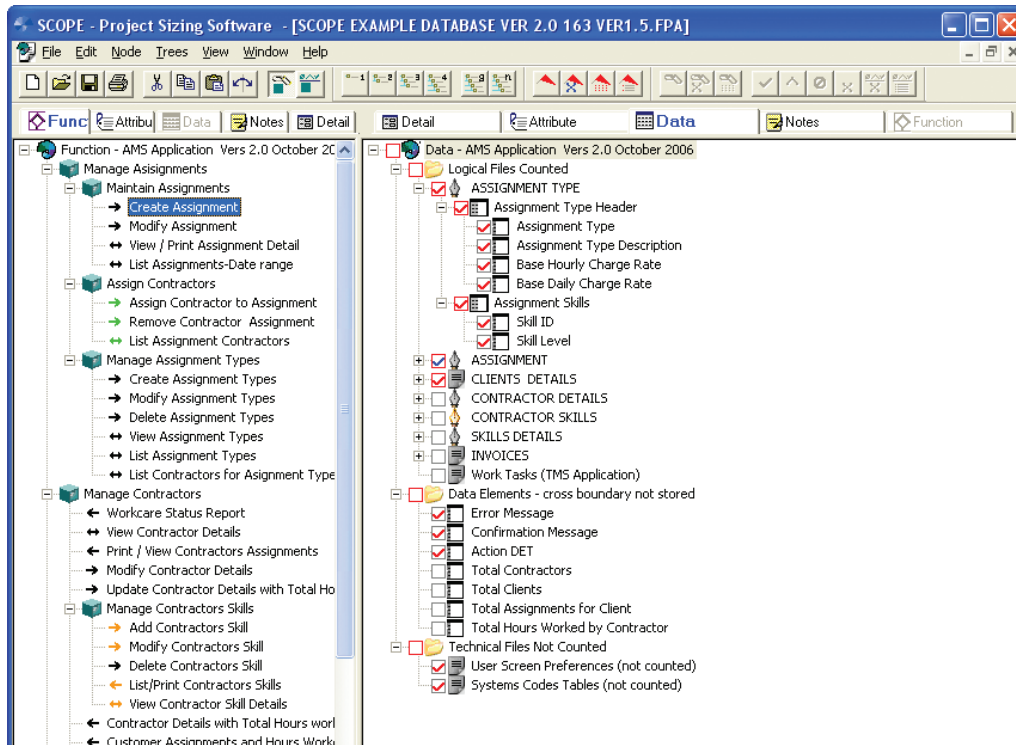 SCOPE - Project Sizing Software - [SCOPE EXAMPLE DATABASE VER 2.0 163 VER1.5.FPA]
File Edit Node Trees View Window Help
Func Attribu Data Notes Detail
Detail Attribute Data Notes Function
Function - AMS Application Vers 2.0 October 20
Manage Asisignments
Maintain Assignments
Create Assignment
Modify Assignment
View / Print Assignment Detail
List Assignments-Date range
Assign Contractors
Assign Contractor to Assignment
Remove Contractor Assignment
List Assignment Contractors
Manage Assignment Types
Create Assignment Types
Modify Assignment Types
Delete Assignment Types
View Assignment Types
List Assignment Types
List Contractors for Asignment Type
Manage Contractors
Workcare Status Report
View Contractor Details
Print / View Contractors Assignments
Modify Contractor Details
Update Contractor Details with Total Ho
Manage Contractors Skills
Add Contractors Skill
Modify Contractors Skill
Delete Contractors Skill
List/Print Contractors Skills
View Contractor Skill Details
Contractor Details with Total Hours worl
Customer Assignments and Hours Work
Data - AMS Application Vers 2.0 October 2006
Logical Files Counted
ASSIGNMENT TYPE
Assignment Type Header
Assignment Type
Assignment Type Description
Base Hourly Charge Rate
Base Daily Charge Rate
Assignment Skills
Skill ID
Skill Level
ASSIGNMENT
CLIENTS DETAILS
CONTRACTOR DETAILS
CONTRACTOR SKILLS
SKILLS DETAILS
INVOICES
Work Tasks (TMS Application)
Data Elements - cross boundary not stored
Error Message
Confirmation Message
Action DET
Total Contractors
Total Clients
Total Assignments for Client
Total Hours Worked by Contractor
Technical Files Not Counted
User Screen Preferences (not counted)
Systems Codes Tables (not counted)